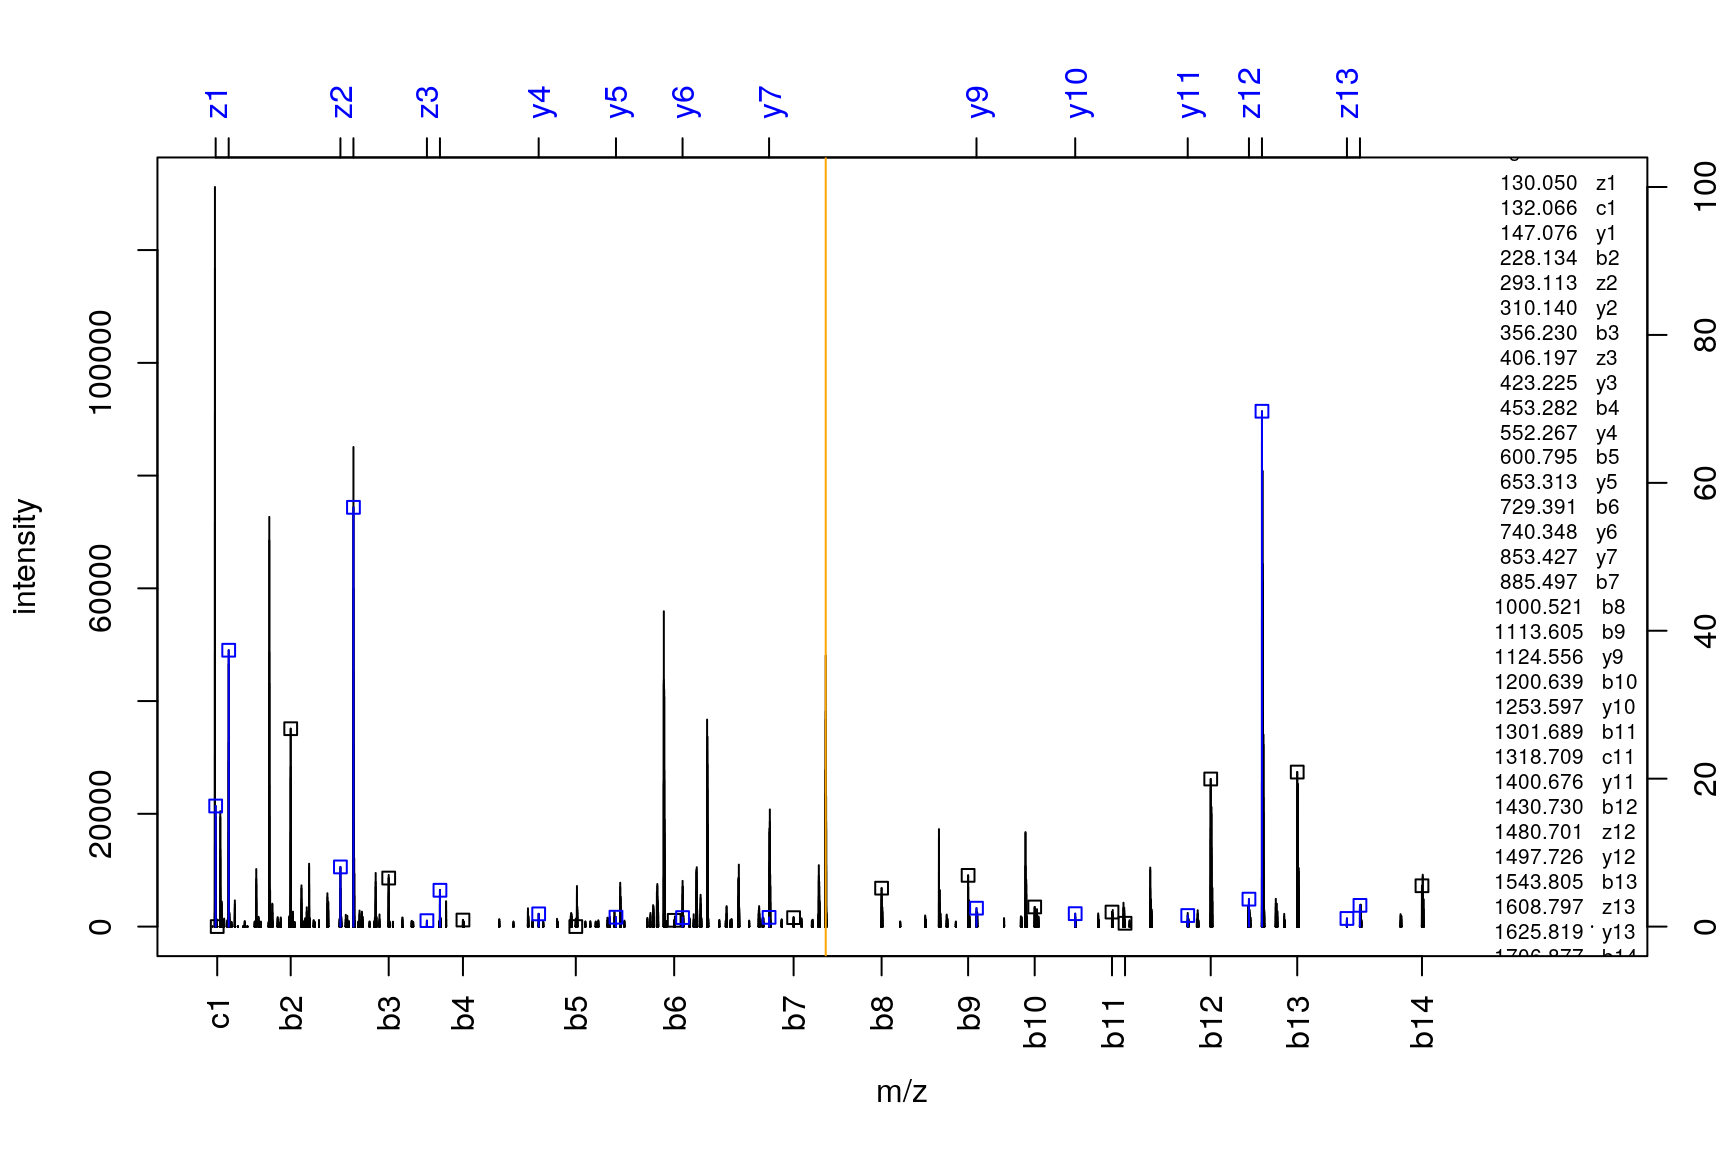 z1 z2 z3 y4 y5 y6 y7 y9 y10 y11 z12 z13
130.050 z1
132.066 c1
147.076 y1
228.134 b2
293.113 z2
310.140 y2
356.230 b3
406.197 z3
423.225 y3
453.282 b4
552.267 y4
600.795 b5
653.313 y5
729.391 b6
740.348 y6
853.427 y7
885.497 b7
1000.521 b8
1113.605 b9
1124.556 y9
1200.639 b10
1253.597 y10
1301.689 b11
1318.709 c11
1400.676 y11
1430.730 b12
1480.701 z12
1497.726 y12
1543.805 b13
1608.797 z13
1625.819 y13
1706.877 b14
0 20000 60000 100000
intensity
0 20 40 60 80 100
c1 b2 b3 b4 b5 b6 b7 b8 b9 b10 b11 b12 b13 b14
m/z